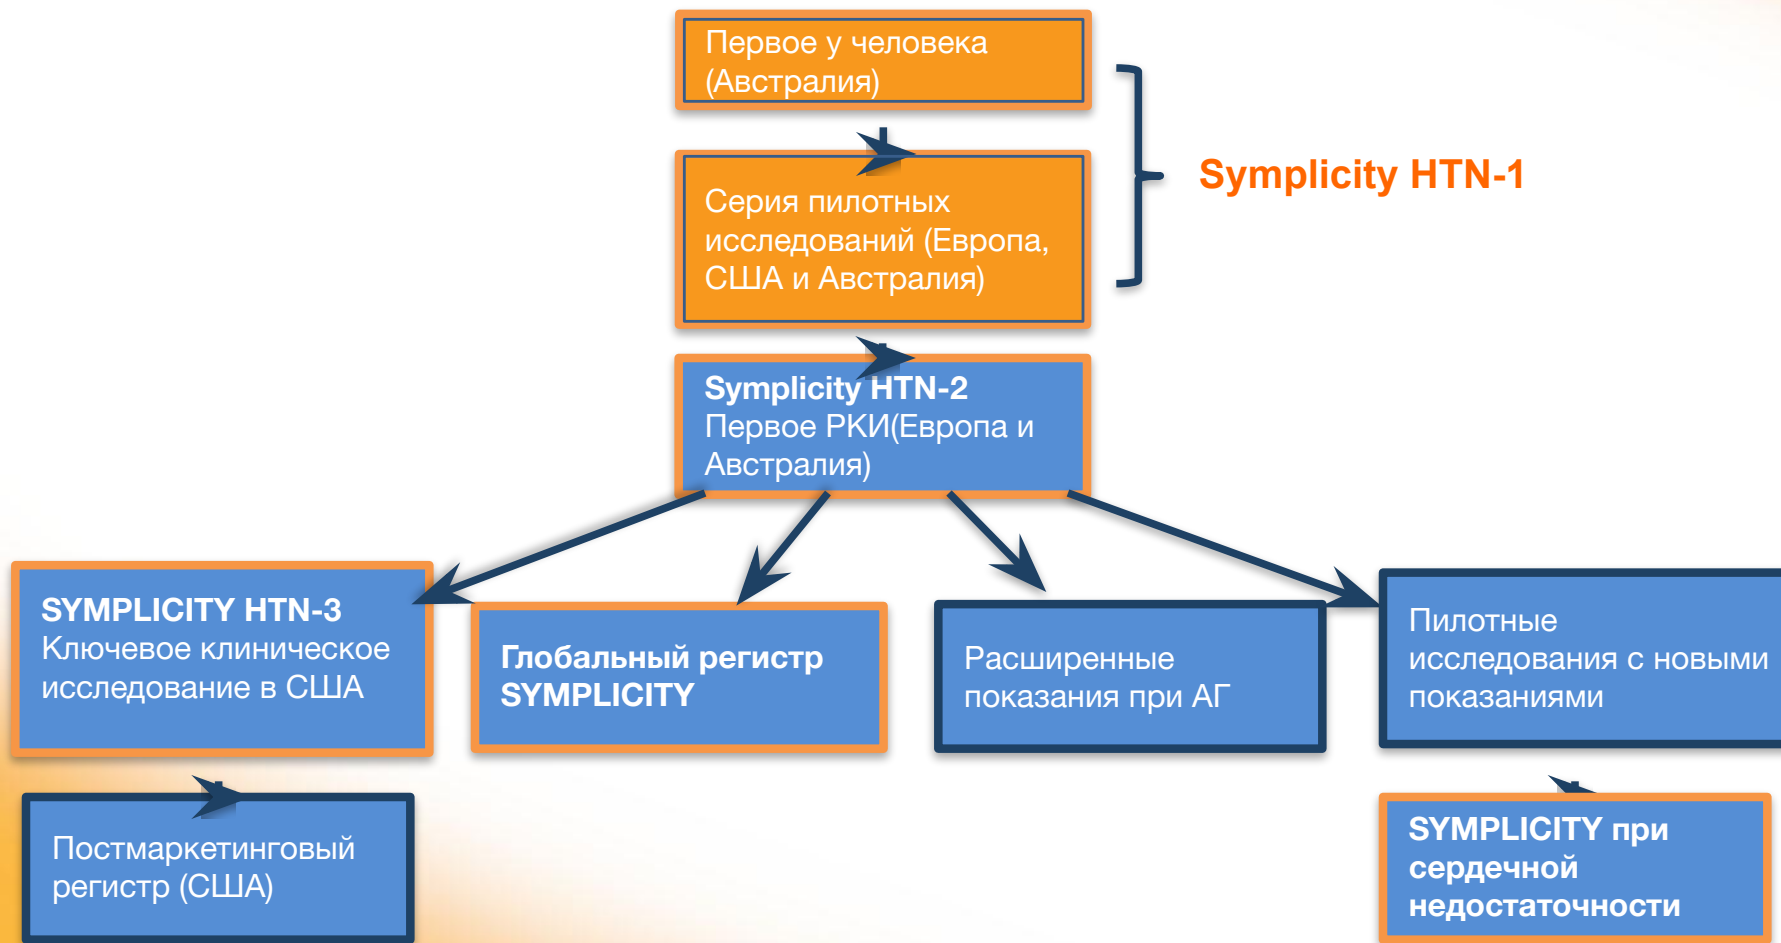 Первое у человека
(Австралия)
Symplicity HTN-1
Серия пилотных
исследований (Европа,
США и Австралия)
Symplicity HTN-2
Первое РКИ(Европа и
Австралия)
SYMPLICITY HTN-3
Ключевое клиническое
исследование в США
Глобальный регистр
SYMPLICITY
Расширенные
показания при АГ
Пилотные
исследования с новыми
показаниями
Постмаркетинговый
регистр (США)
SYMPLICITY при
сердечной
недостаточности